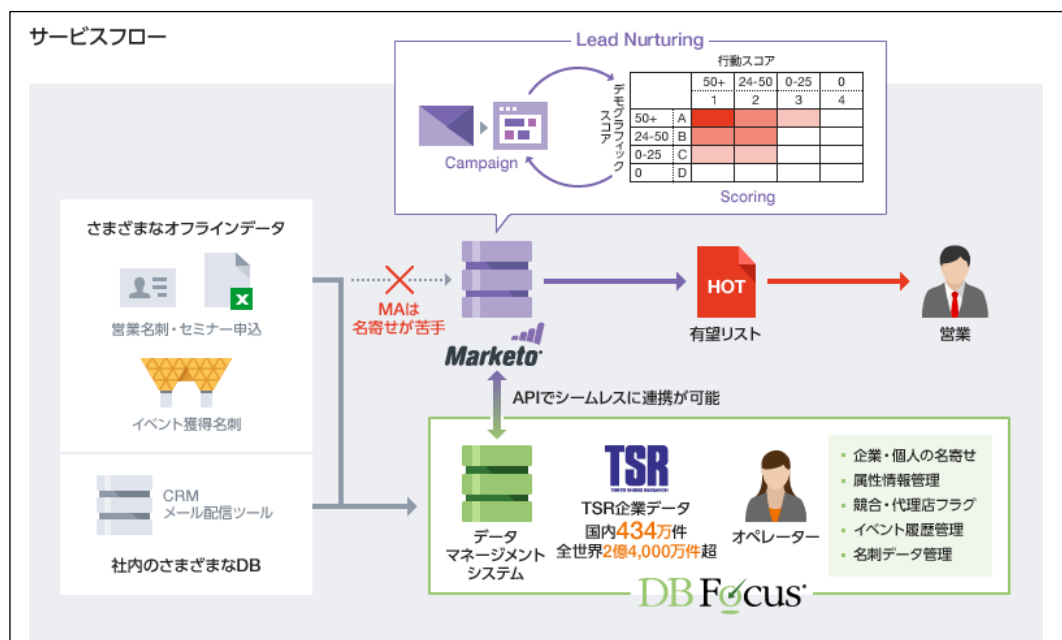 サービスフロー
Lead Nurturing
行動スコア
50+ 24-50 0-25 0
1 2 3 4
デモグラフィック
スコア
50+ A
24-50 B
0-25 C
0 D
Campaign
Scoring
さまざまなオフラインデータ
X
営業名刺・セミナー申込
イベント獲得名刺
MAは
名寄せが苦手
Marketo
HOT
有望リスト
営業
APIでシームレスに連携が可能
CRM
メール配信ツール
社内のさまざまなDB
データ
マネージメント
システム
TSR
TOKYO SHOKO RESEARCH
TSR企業データ
国内434万件
全世界2億4,000万件超
オペレーター
・企業・個人の名寄せ
・属性情報管理
・競合・代理店フラグ
・イベント履歴管理
・名刺データ管理
DB Focus